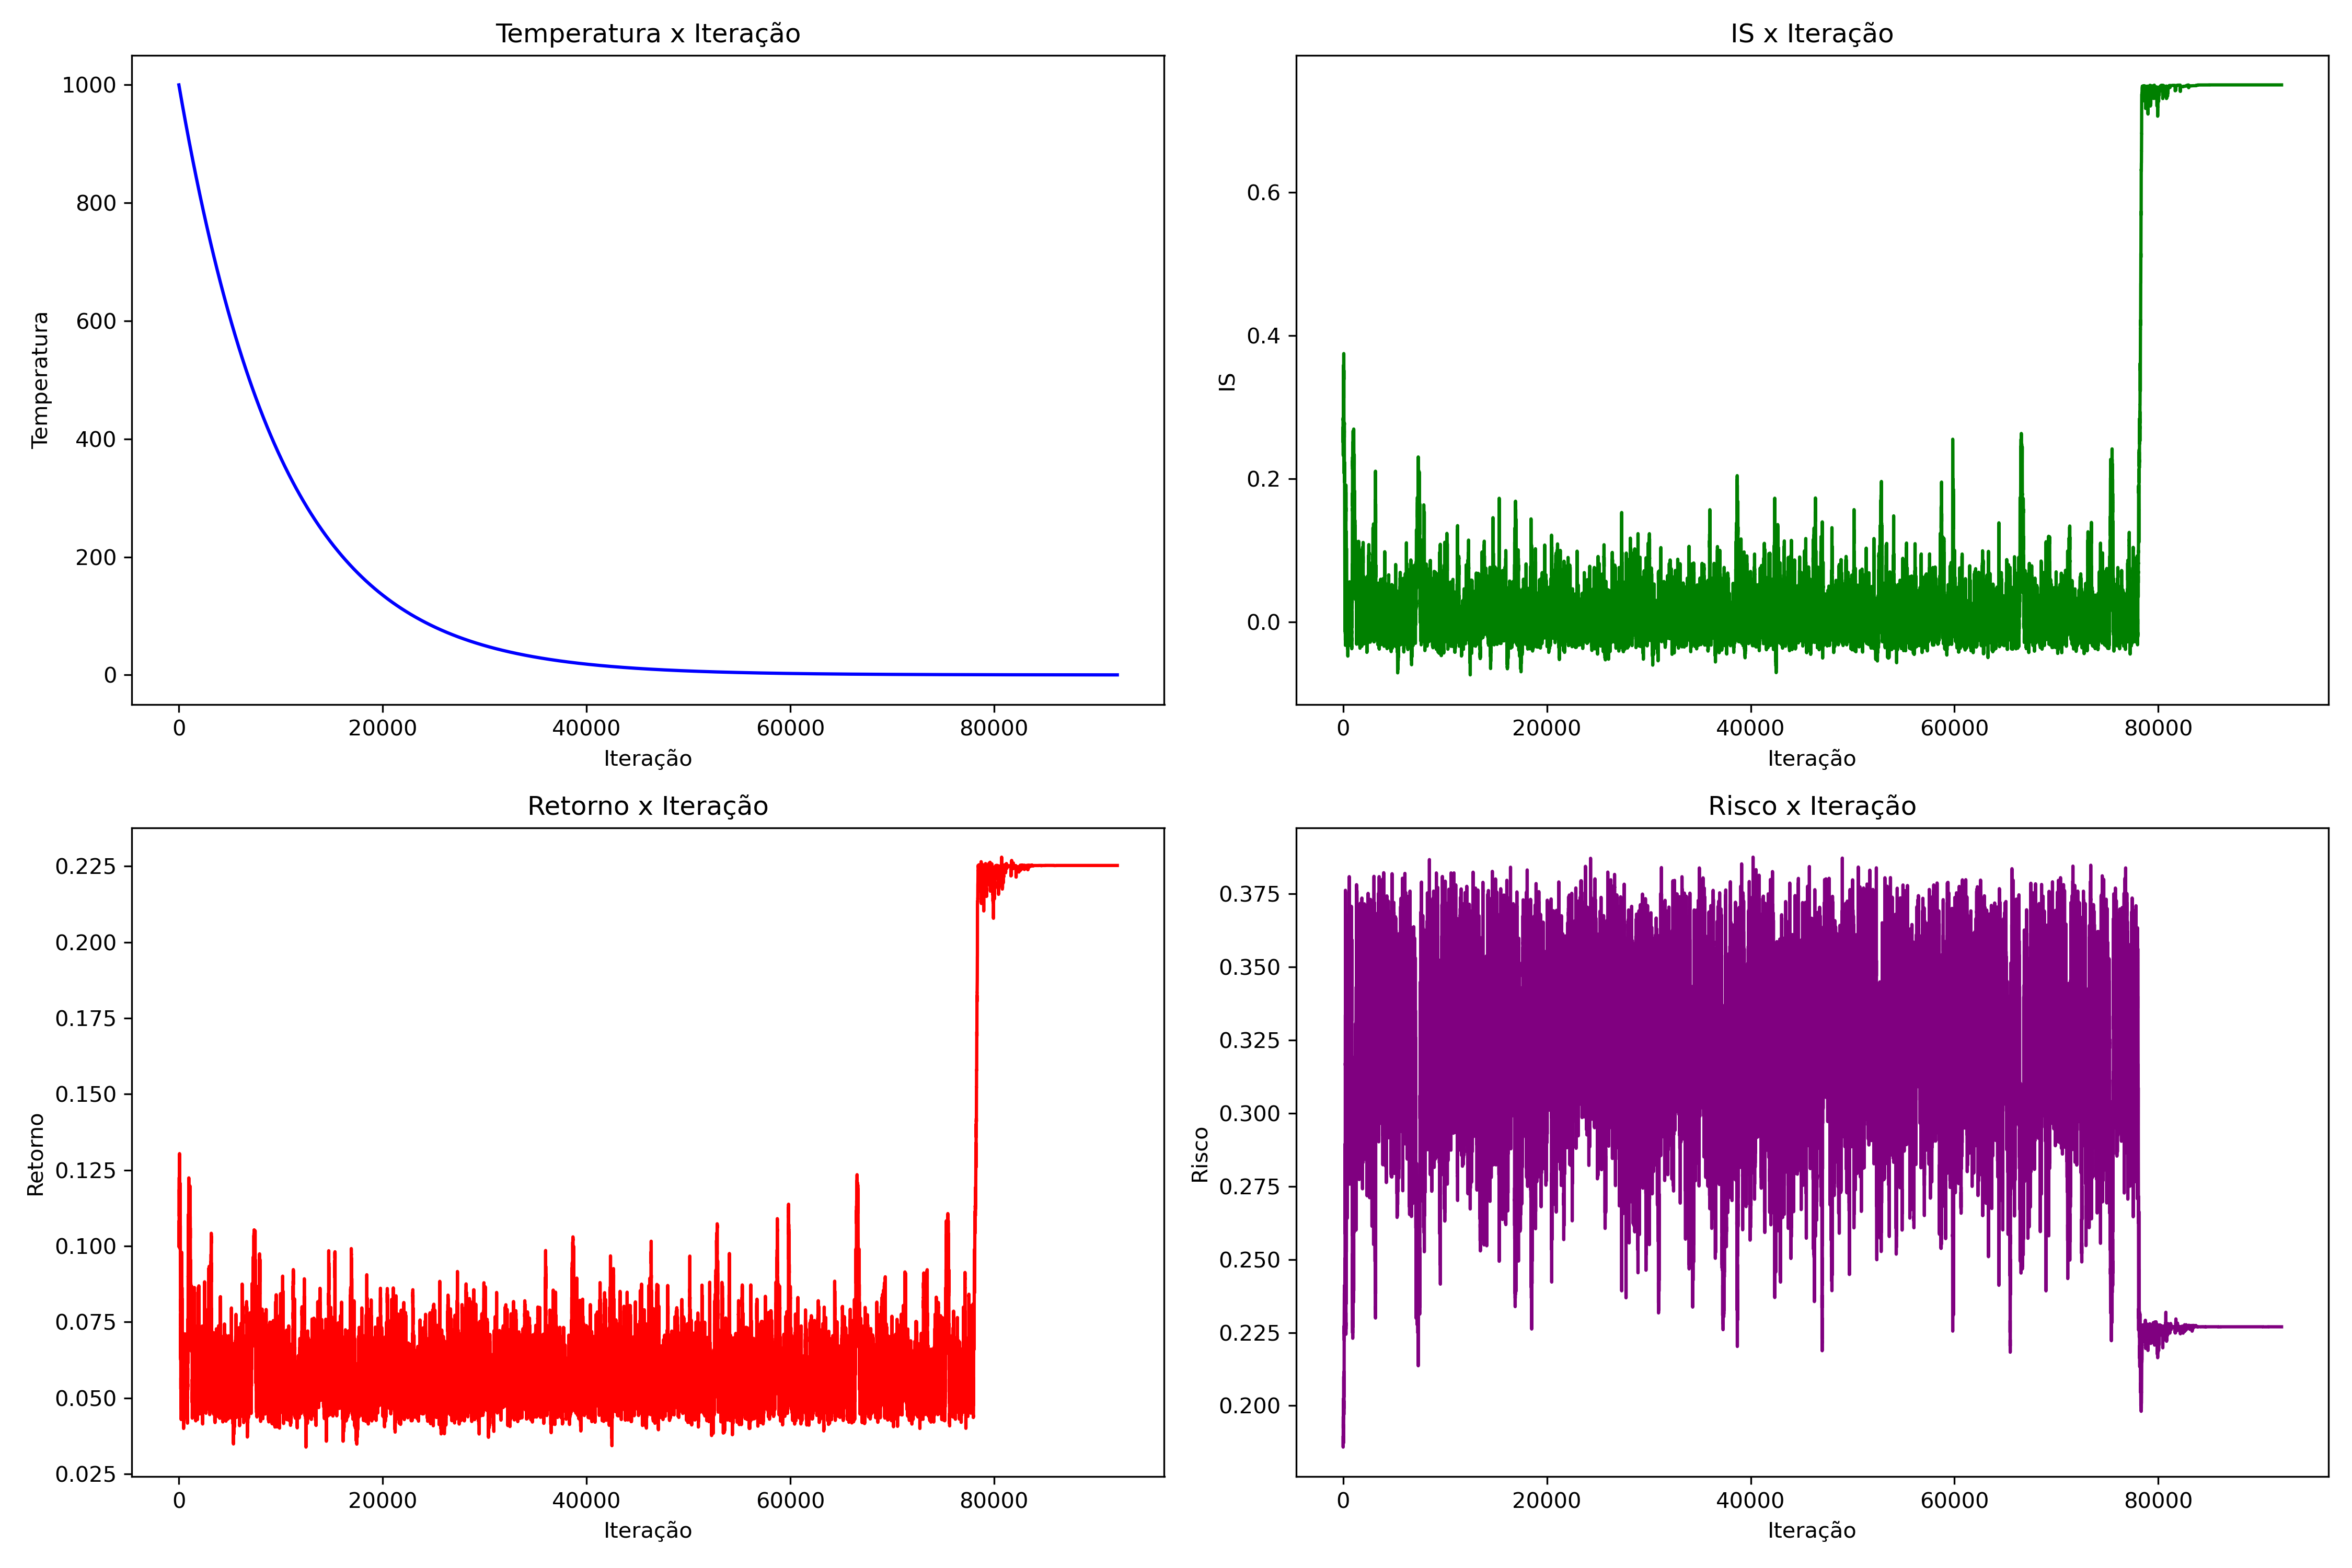 Temperatura x Iteração
1000
800
600
400
200
0
Temperatura
0 20000 40000 60000 80000
Iteração
IS x Iteração
0.6
0.4
0.2
0.0
IS
0 20000 40000 60000 80000
Iteração
Retorno x Iteração
0.225
0.200
0.175
0.150
0.125
0.100
0.075
0.050
0.025
Retorno
0 20000 40000 60000 80000
Iteração
Risco x Iteração
0.375
0.350
0.325
0.300
0.275
0.250
0.225
0.200
Risco
0 20000 40000 60000 80000
Iteração